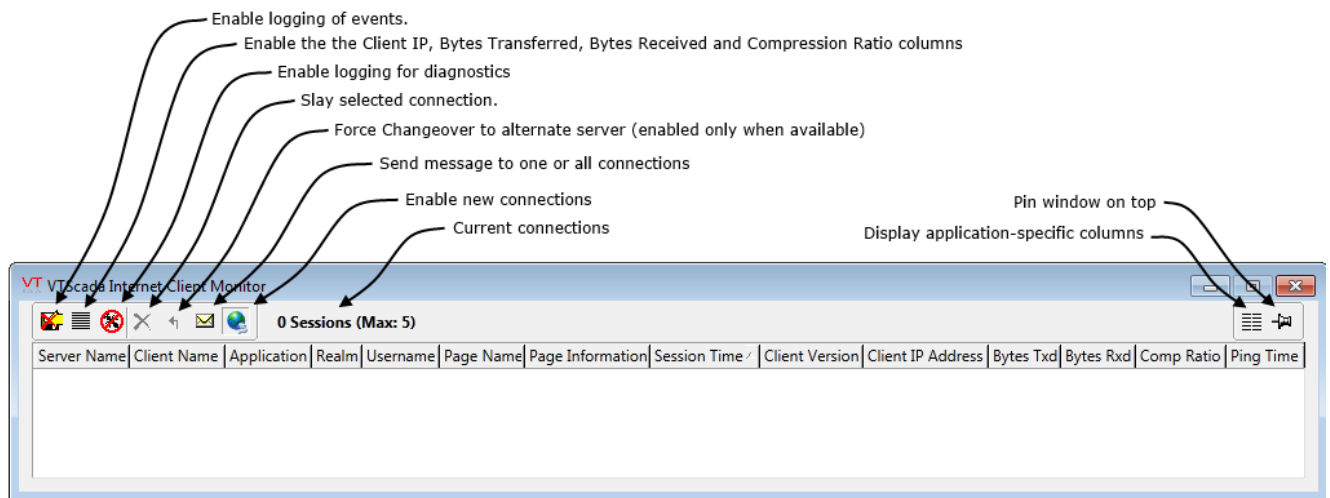 Enable logging of events.
Enable the the Client IP, Bytes Transferred, Bytes Received and Compression Ratio columns
Enable logging for diagnostics
Slay selected connection.
Force Changeover to alternate server (enabled only when available)
Send message to one or all connections
Enable new connections
Pin window on top
Current connections
Display application-specific columns
VT VTScada Internet Client Monitor
0 Sessions (Max: 5)
Server Name Client Name Application Realm Username Page Name Page Information Session Time Client Version Client IP Address Bytes Txd Bytes Rxd Comp Ratio Ping Time